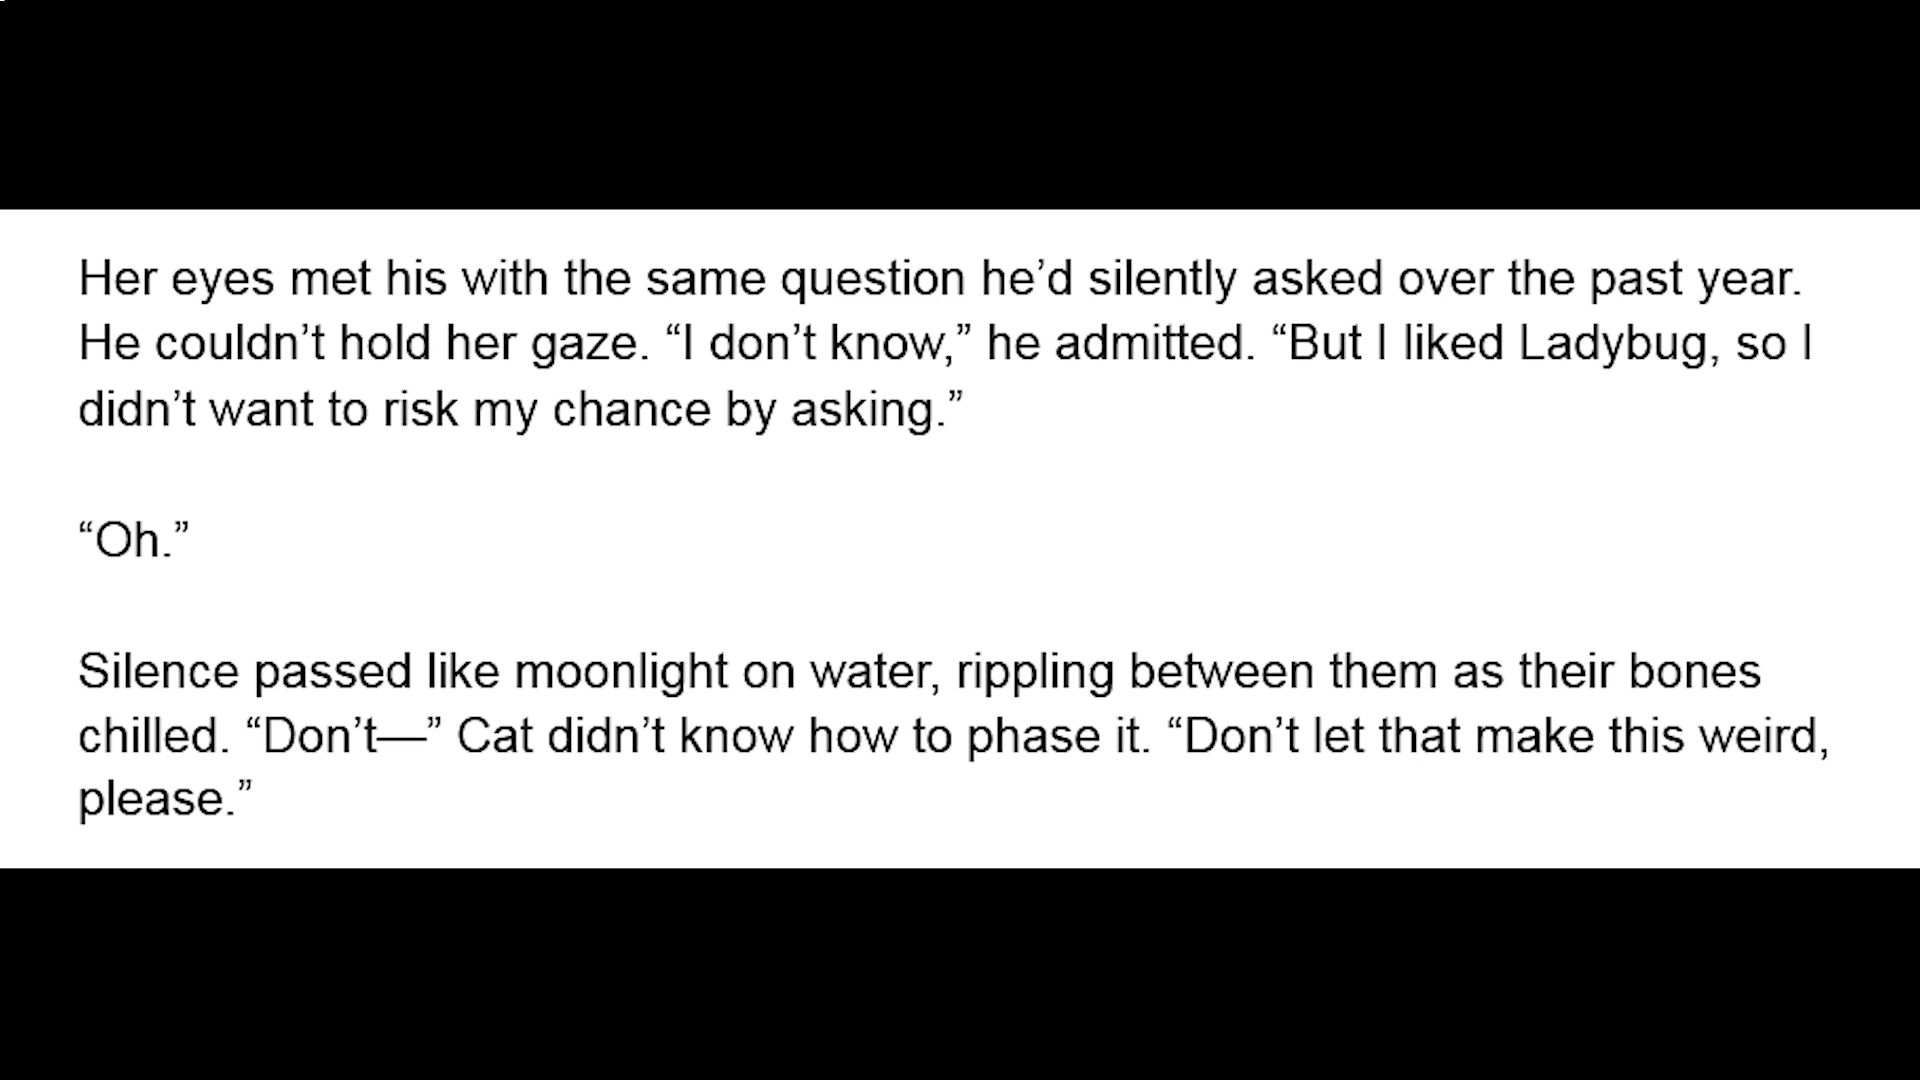 Her eyes met his with the same question he’d silently asked over the past year.
He couldn’t hold her gaze. “I don’t know,” he admitted. “But I liked Ladybug, so I
didn’t want to risk my chance by asking.”
“Oh.”
Silence passed like moonlight on water, rippling between them as their bones
chilled. “Don’t—” Cat didn’t know how to phase it. “Don’t let that make this weird,
please.”